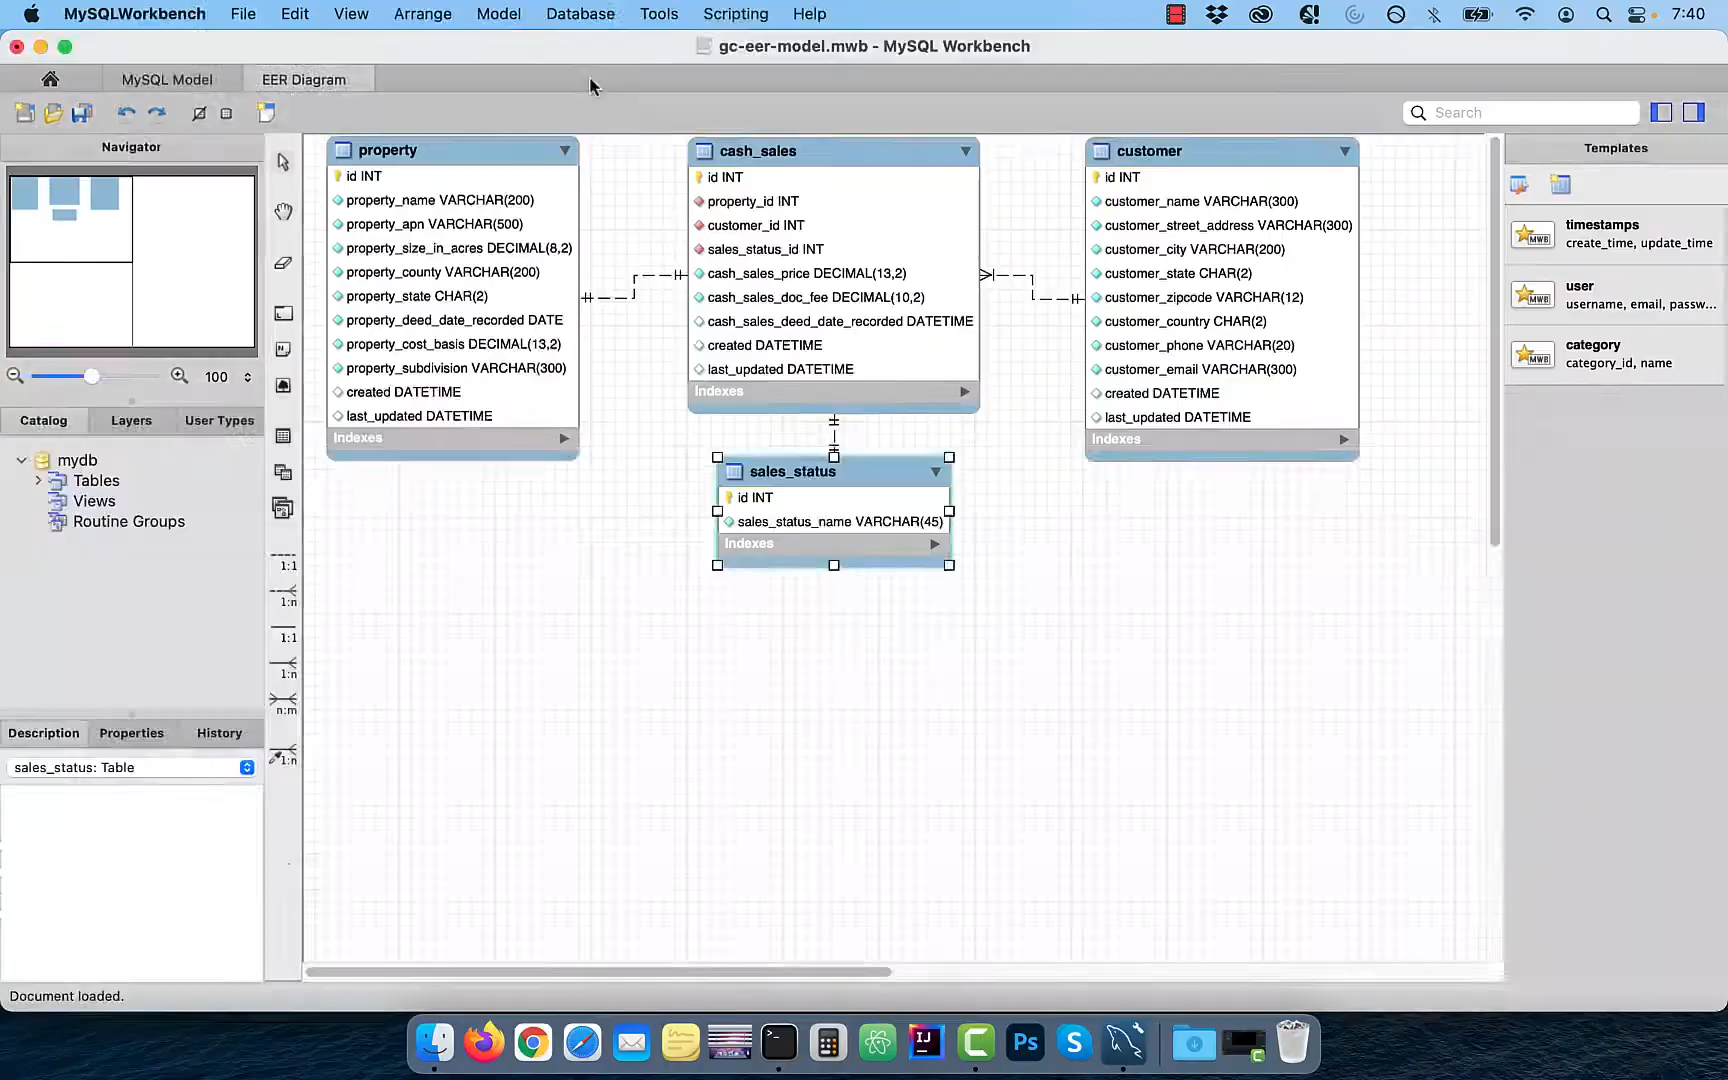 MySQLWorkbench File Edit View Arrange Model Database Tools Scripting Help 7:40
gc-eer-model.mwb - MySQL Workbench
MySQL Model EER Diagram
Search
Navigator
100
Catalog Layers User Types
mydb
Tables
Views
Routine Groups
Description Properties History
sales_status: Table
Document loaded.
1:1
1:n
1:1
1:n
n:m
1:n
property
id INT
property_name VARCHAR(200)
property_apn VARCHAR(500)
property_size_in_acres DECIMAL(8,2)
property_county VARCHAR(200)
property_state CHAR(2)
property_deed_date_recorded DATE
property_cost_basis DECIMAL(13,2)
property_subdivision VARCHAR(300)
created DATETIME
last_updated DATETIME
Indexes
cash_sales
id INT
property_id INT
customer_id INT
sales_status_id INT
cash_sales_price DECIMAL(13,2)
cash_sales_doc_fee DECIMAL(10,2)
cash_sales_deed_date_recorded DATETIME
created DATETIME
last_updated DATETIME
Indexes
sales_status
id INT
sales_status_name VARCHAR(45)
Indexes
customer
id INT
customer_name VARCHAR(300)
customer_street_address VARCHAR(300)
customer_city VARCHAR(200)
customer_state CHAR(2)
customer_zipcode VARCHAR(12)
customer_country CHAR(2)
customer_phone VARCHAR(20)
customer_email VARCHAR(300)
created DATETIME
last_updated DATETIME
Indexes
Templates
MWB
timestamps
create_time, update_time
MWB
user
username, email, passw...
MWB
category
category_id, name
IJ
Ps